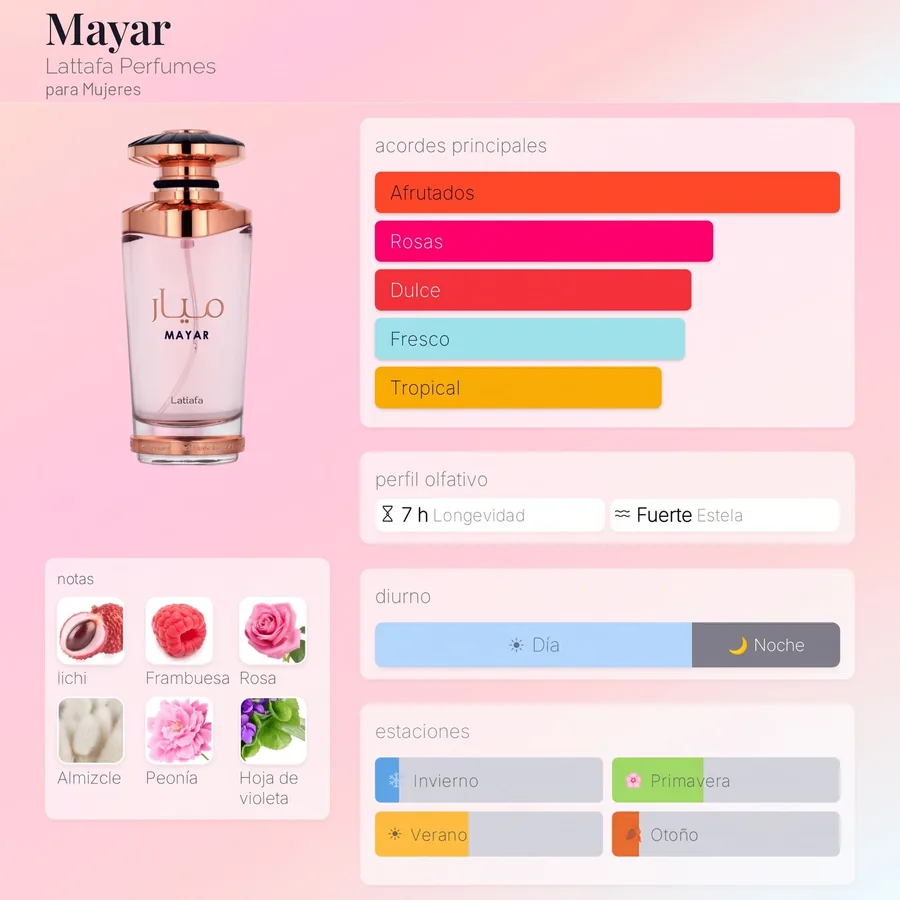 Mayar
Lattafa Perfumes
para Mujeres
ميار
MAYAR
Lattafa
acordes principales
Afrutados
Rosas
Dulce
Fresco
Tropical
perfil olfativo
7 h Longevidad
Fuerte Estela
diurno
Día
Noche
notas
lichi
Frambuesa
Rosa
Almizcle
Peonía
Hoja de
violeta
estaciones
Invierno
Primavera
Verano
Otoño